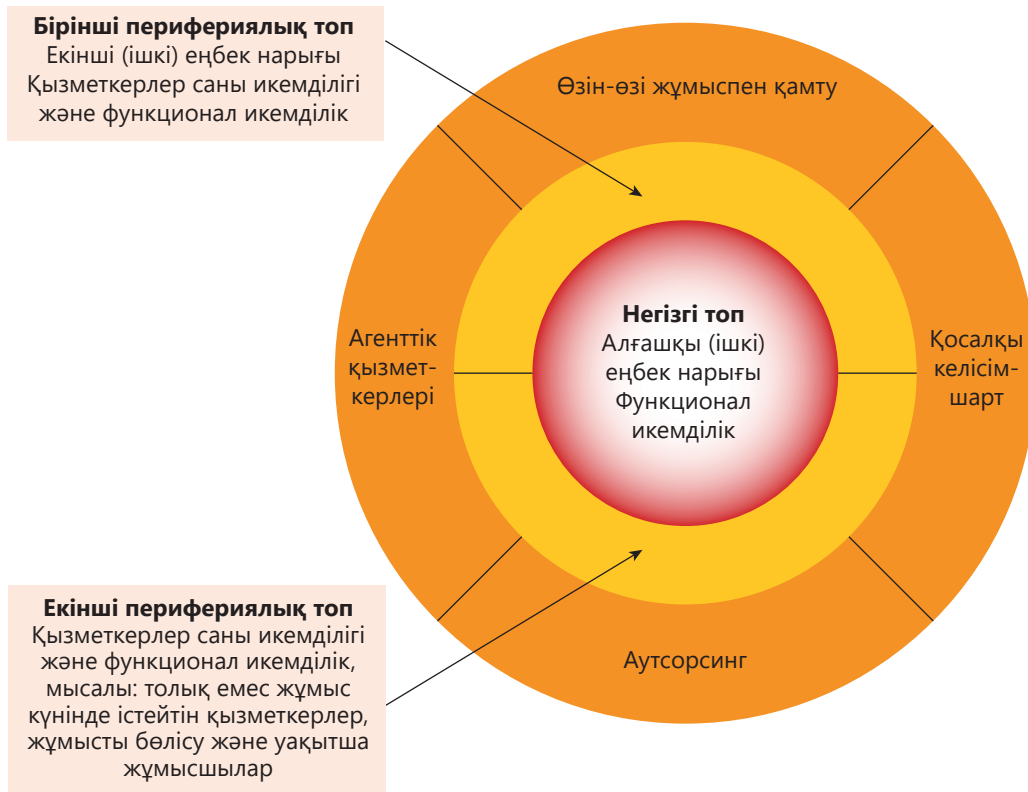 Бірінші перифериялық топ
Екінші (ішкі) еңбек нарығы
Қызметкерлер саны икемділігі
және функционал икемділік
Өзін-өзі жұмыспен қамту
Агенттік
қызмет-
керлері
Негізгі топ
Алғашқы (ішкі)
еңбек нарығы
Функционал
икемділік
Қосалқы
келісім-
шарт
Аутсорсинг
Екінші перифериялық топ
Қызметкерлер саны икемділігі
және функционал икемділік,
мысалы: толық емес жұмыс
күнінде істейтін қызметкерлер,
жұмысты бөлісу және уақытша
жұмысшылар